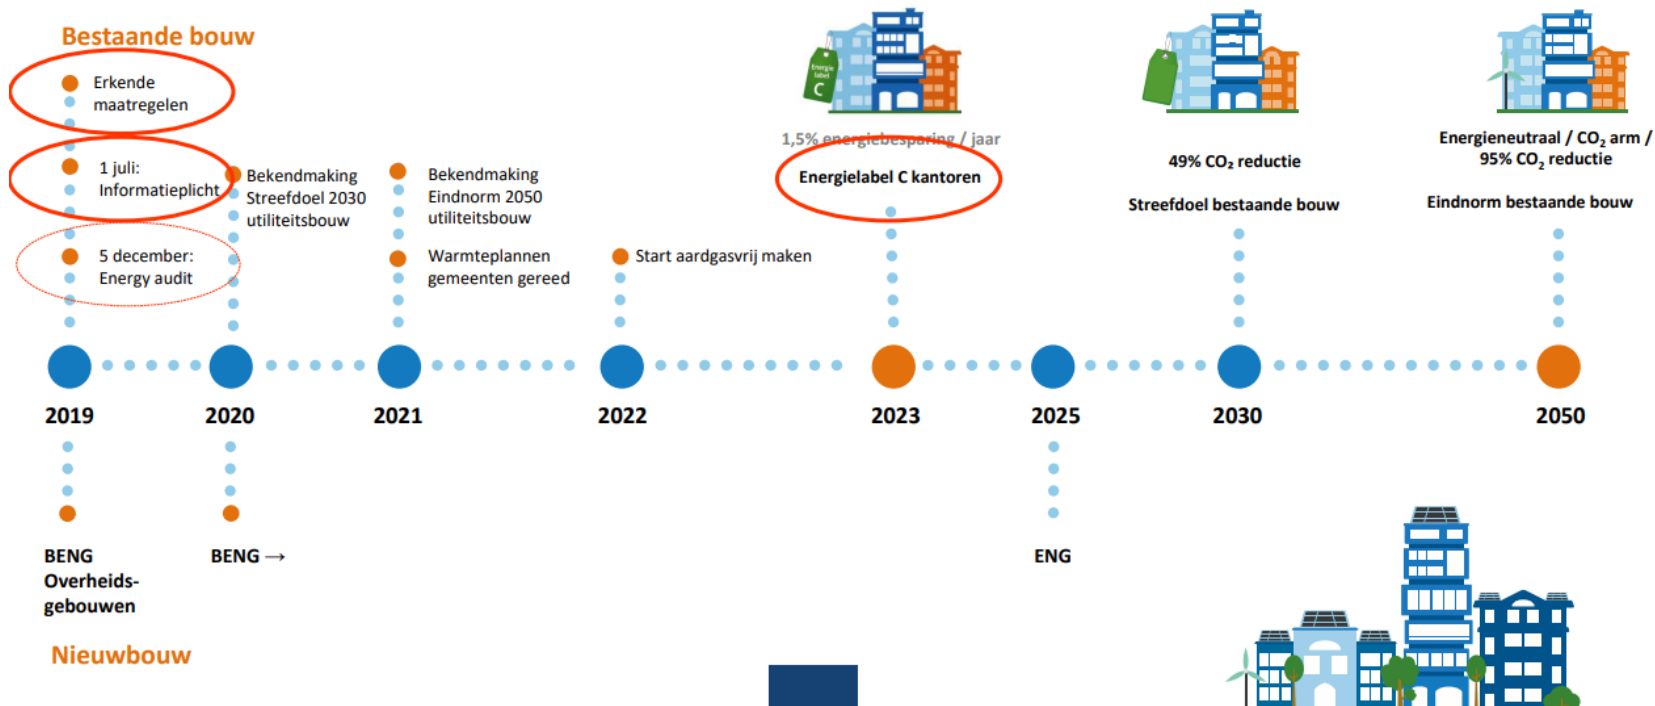 Bestaande bouw
Erkende
maatregelen
1 juli:
Informatieplicht
5 december:
Energy audit
Bekendmaking
Streefdoel 2030
utiliteitsbouw
Bekendmaking
Eindnorm 2050
utiliteitsbouw
Warmteplannen
gemeenten gereed
Start aardgasvrij maken
Energie
label
C
1,5% energiebesparing / jaar
Energielabel C kantoren
49% CO₂ reductie
Streefdoel bestaande bouw
Energieneutraal / CO₂ arm /
95% CO₂ reductie
Eindnorm bestaande bouw
2019
2020
2021
2022
2023
2025
2030
2050
BENG
Overheids-
gebouwen
BENG →
ENG
Nieuwbouw